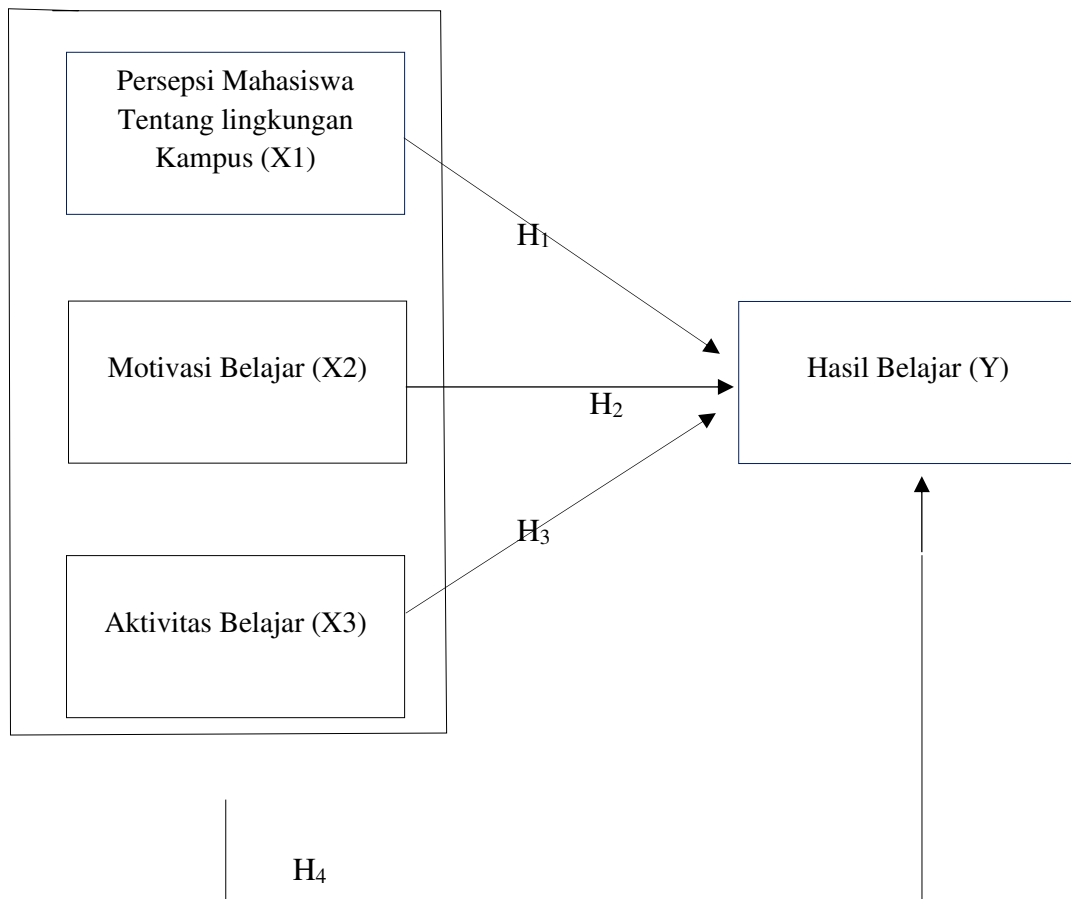 Persepsi Mahasiswa
Tentang lingkungan
Kampus (X1)
H1
Motivasi Belajar (X2)
Hasil Belajar (Y)
H2
H3
Aktivitas Belajar (X3)
H4